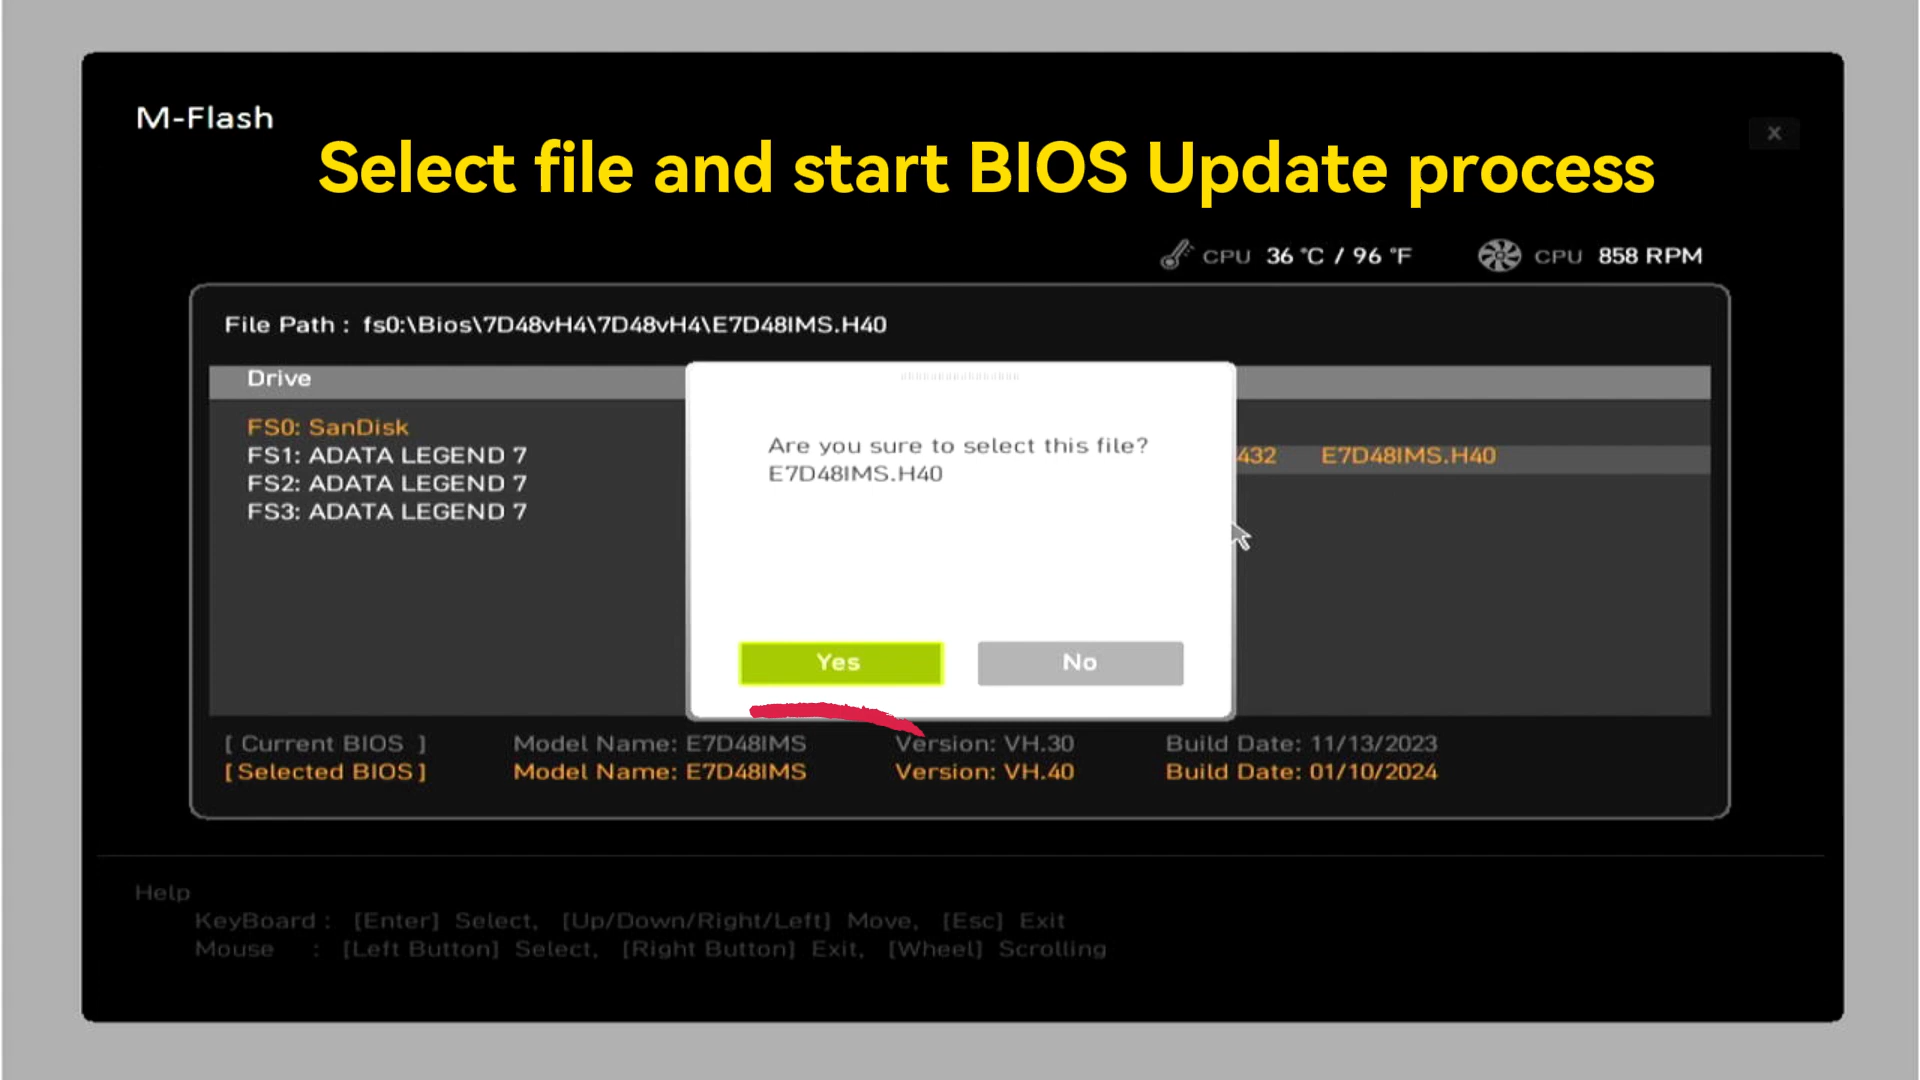 M-Flash
x
Select file and start BIOS Update process
CPU 36 °C / 96 °F CPU 858 RPM
File Path : fs0:\Bios\7D48vH4\7D48vH4\E7D48IMS.H40
Drive
FS0: SanDisk
FS1: ADATA LEGEND 7
FS2: ADATA LEGEND 7
FS3: ADATA LEGEND 7
432 E7D48IMS.H40
Are you sure to select this file?
E7D48IMS.H40
Yes No
[ Current BIOS ] Model Name: E7D48IMS Version: VH.30 Build Date: 11/13/2023
[Selected BIOS] Model Name: E7D48IMS Version: VH.40 Build Date: 01/10/2024
Help
KeyBoard : [Enter] Select, [Up/Down/Right/Left] Move, [Esc] Exit
Mouse : [Left Button] Select, [Right Button] Exit, [Wheel] Scrolling